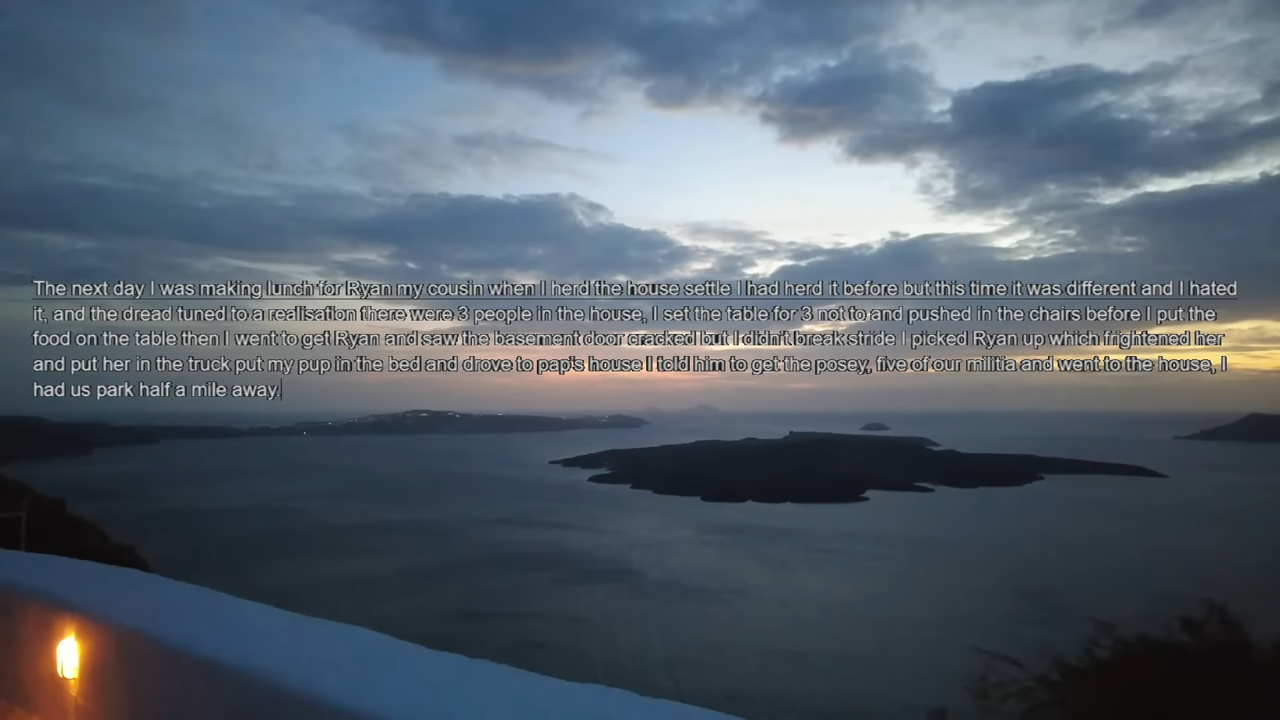 The next day I was making lunch for Ryan my cousin when I herd the house settle I had herd it before but this time it was different and I hated
it, and the dread tuned to a realisation there were 3 people in the house, I set the table for 3 not to and pushed in the chairs before I put the
food on the table then I went to get Ryan and saw the basement door cracked but I didn't break stride I picked Ryan up which frightened her
and put her in the truck put my pup in the bed and drove to pap's house I told him to get the posey, five of our militia and went to the house, I
had us park half a mile away.